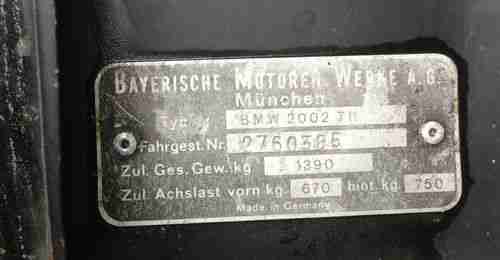 BAYERISCHE MOTOREN WERKE A.G.
München
Typ BMW 2002 TII
Fahrgest.Nr. 2760395
Zul. Ges. Gew. kg 1390
Zul. Achslast vorn kg 670 hint. kg 750
Made in Germany